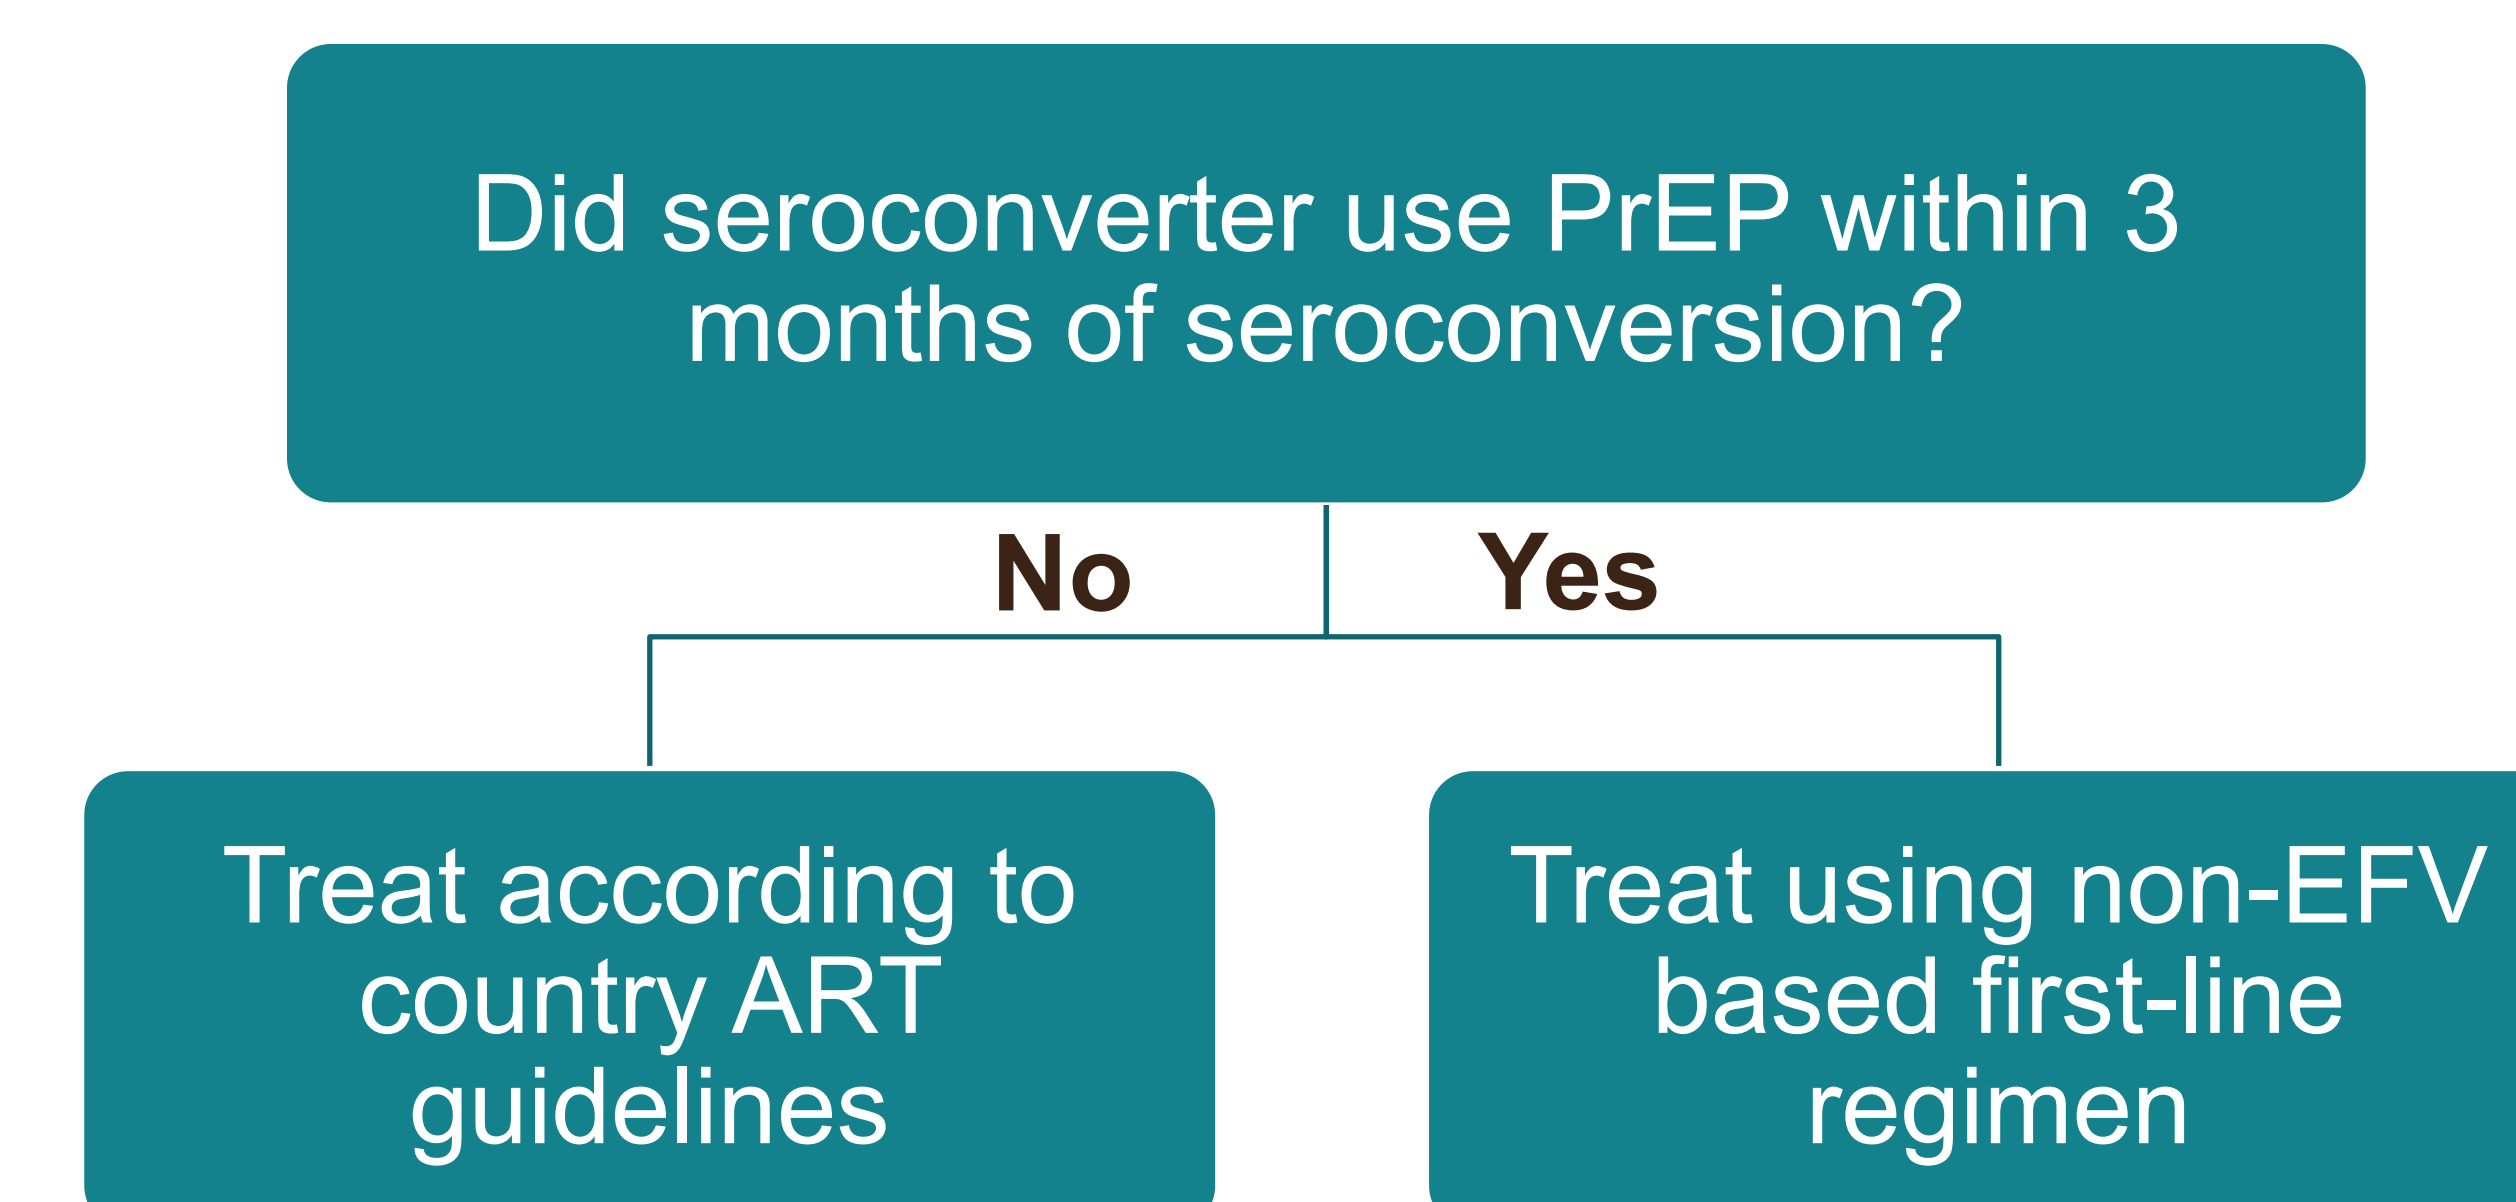 Did seroconverter use PrEP within 3
months of seroconversion?
No
Yes
Treat according to
country ART
guidelines
Treat using non-EFV
based first-line
regimen